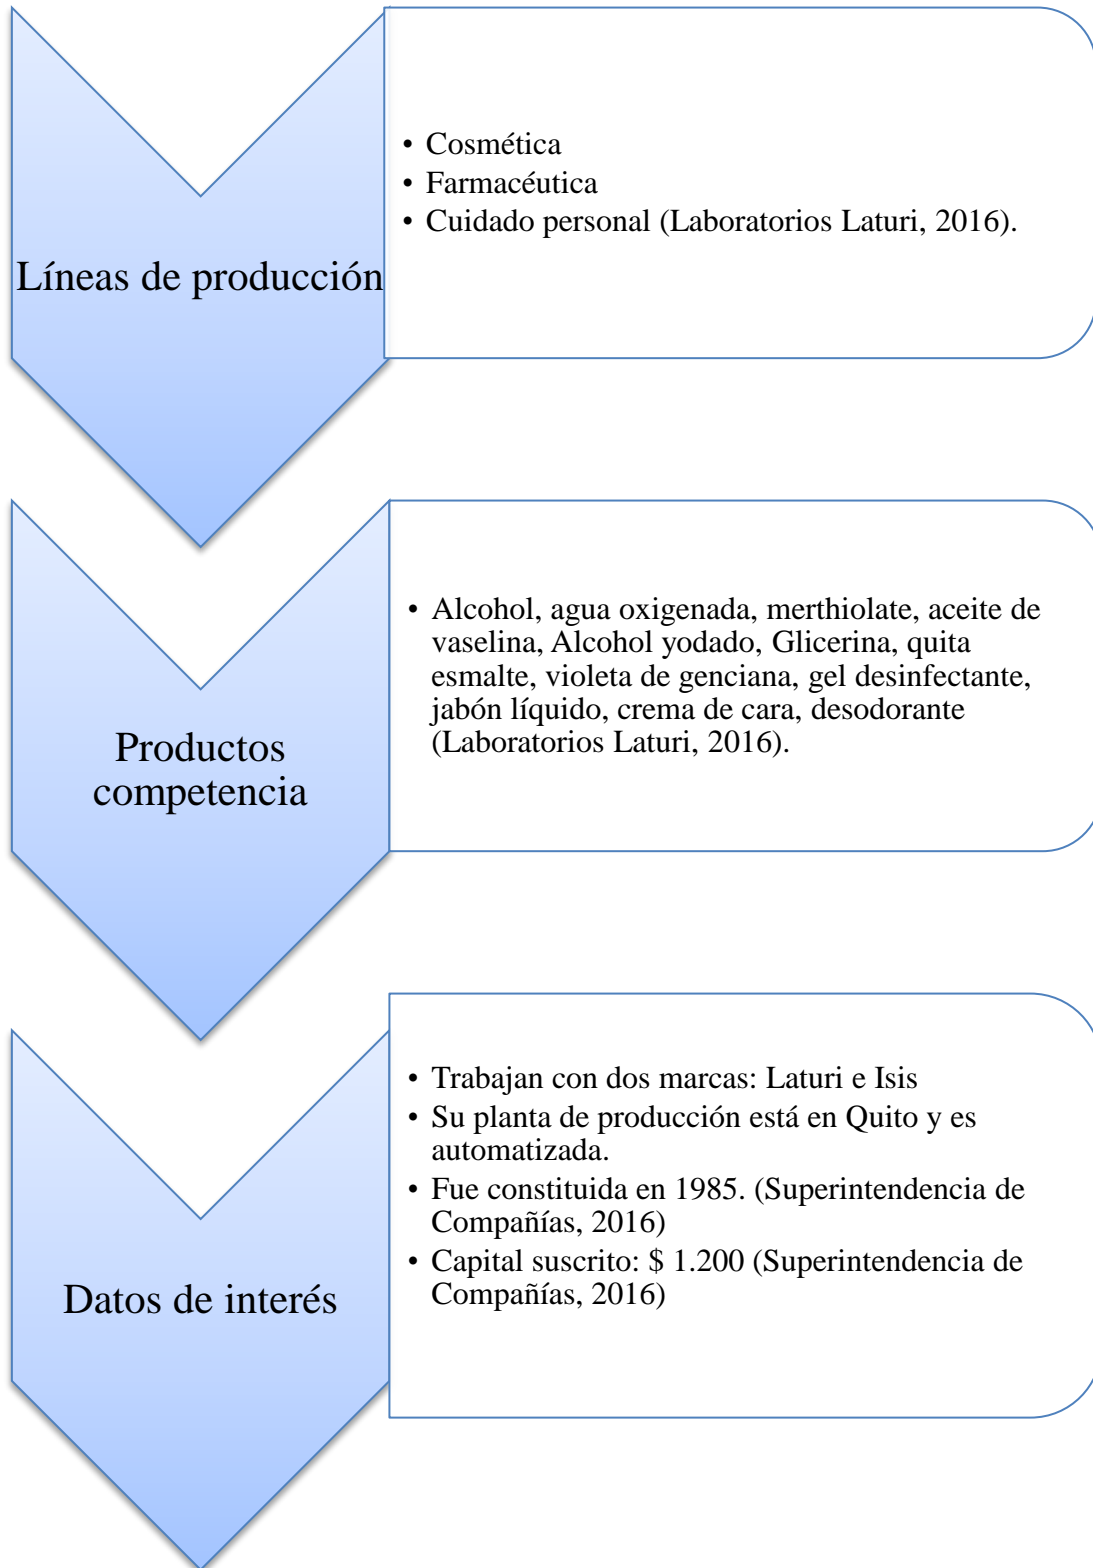 Líneas de producción
• Cosmética
• Farmacéutica
• Cuidado personal (Laboratorios Laturi, 2016).
Productos
competencia
• Alcohol, agua oxigenada, merthiolate, aceite de
vaselina, Alcohol yodado, Glicerina, quita
esmalte, violeta de genciana, gel desinfectante,
jabón líquido, crema de cara, desodorante
(Laboratorios Laturi, 2016).
Datos de interés
• Trabajan con dos marcas: Laturi e Isis
• Su planta de producción está en Quito y es
automatizada.
• Fue constituida en 1985. (Superintendencia de
Compañías, 2016)
• Capital suscrito: $ 1.200 (Superintendencia de
Compañías, 2016)